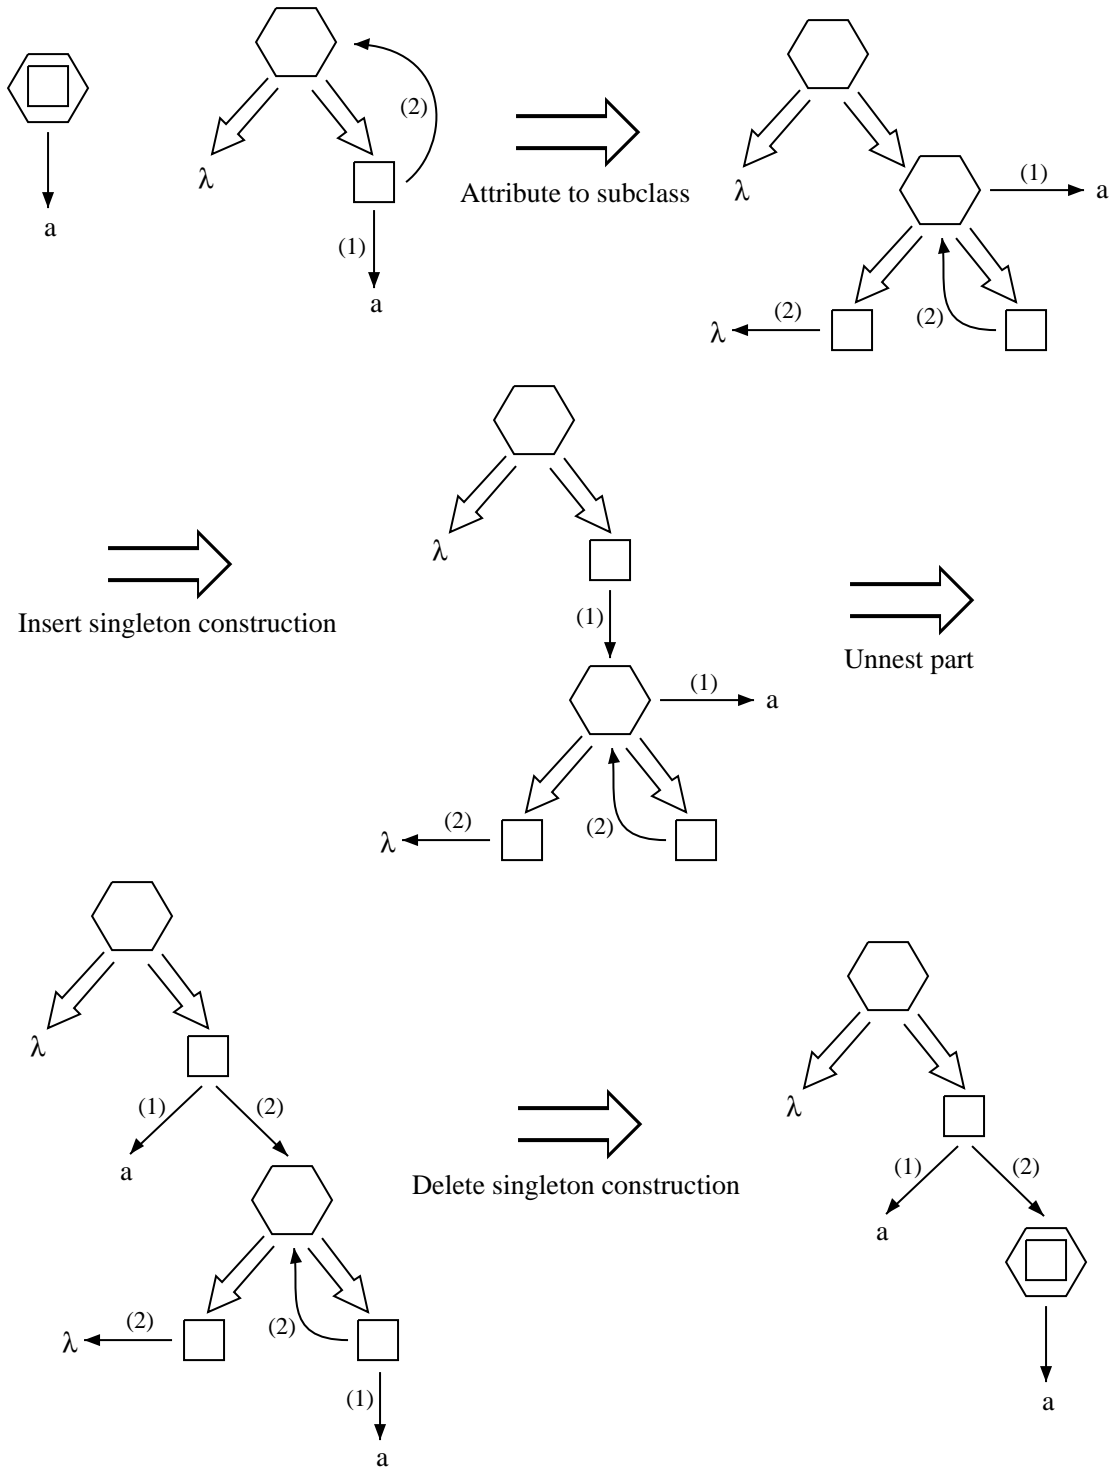 a
λ
(2)
(1)
a
Attribute to subclass
λ
(1)
a
λ
(2)
(2)
Insert singleton construction
λ
(1)
(1)
a
λ
(2)
(2)
Unnest part
λ
(1)
(2)
a
λ
(2)
(2)
(1)
a
Delete singleton construction
λ
(1)
(2)
a
a